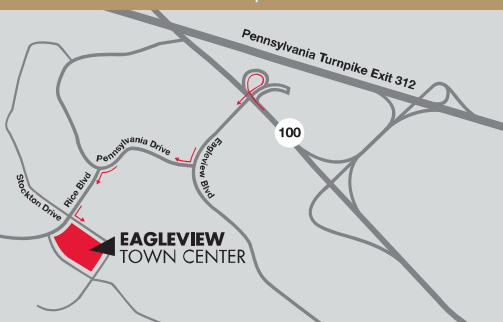 Pennsylvania Turnpike Exit 312
100
Pennsylvania Drive
Eagleview Blvd
Rice Blvd
Stockton Drive
EAGLEVIEW
TOWN CENTER